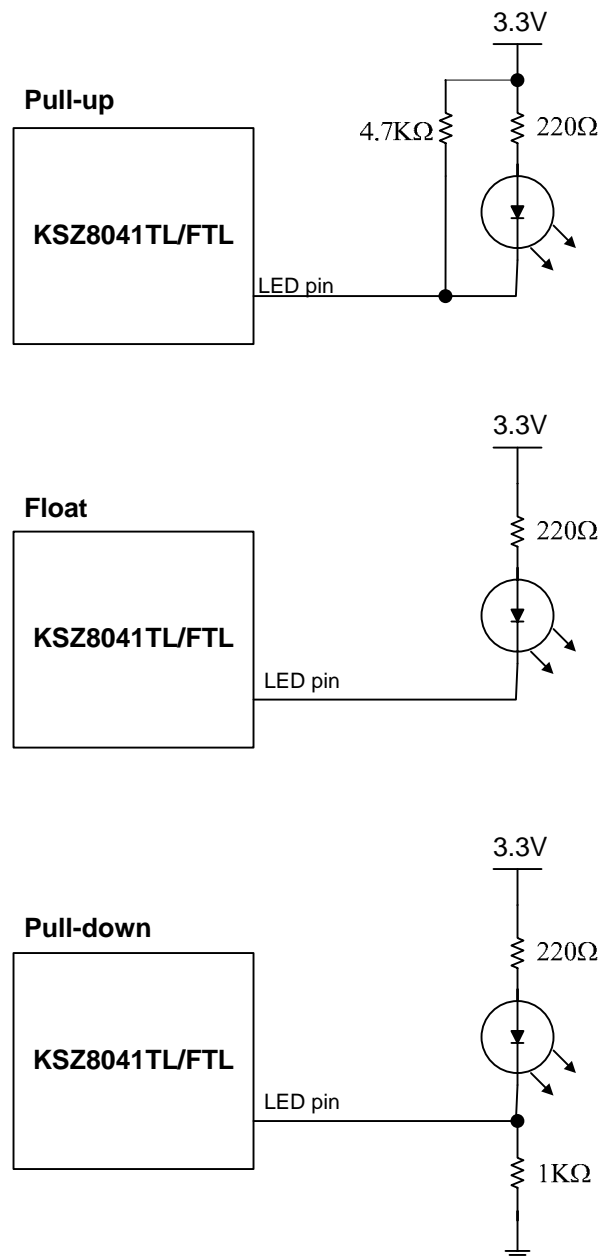 3.3V
Pull-up
4.7KΩ
220Ω
KSZ8041TL/FTL
LED pin
3.3V
Float
220Ω
KSZ8041TL/FTL
LED pin
3.3V
Pull-down
220Ω
KSZ8041TL/FTL
LED pin
1KΩ